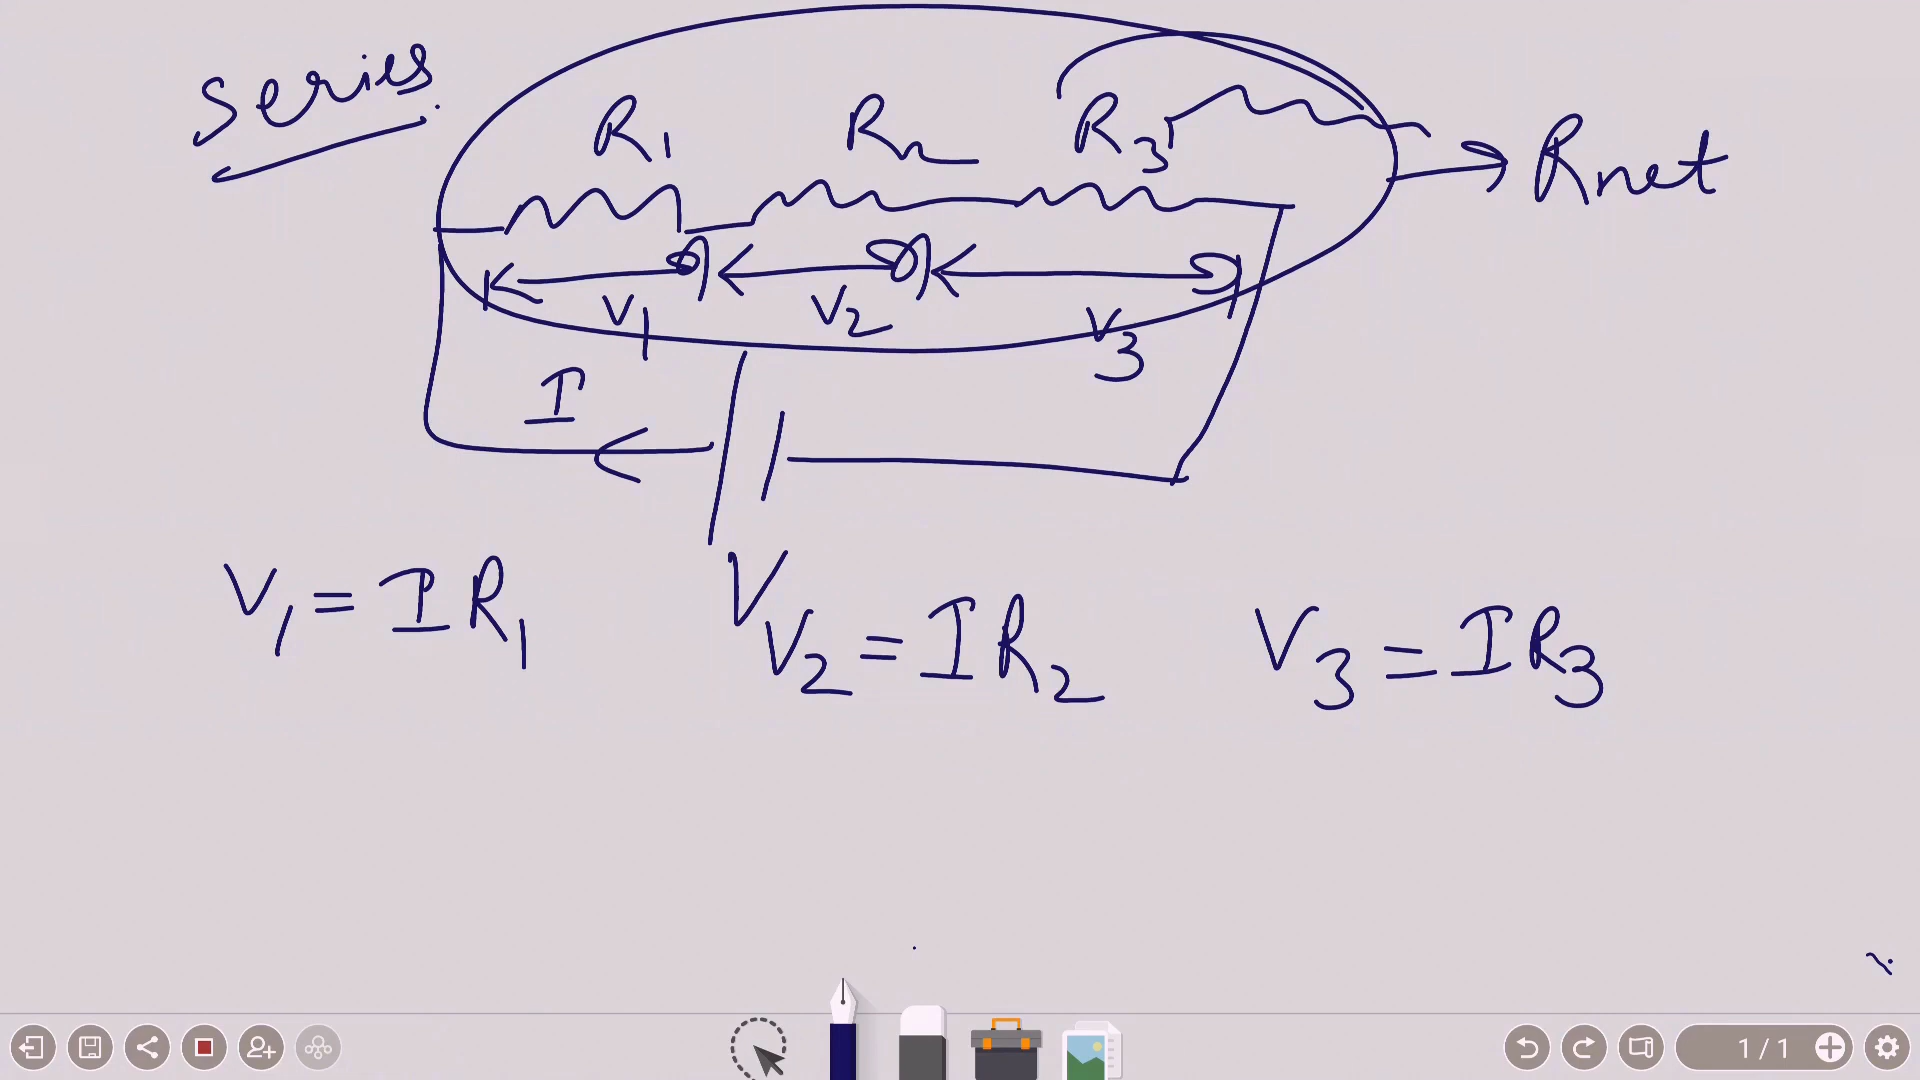 Series
R1 R2 R3 Rnet
V1 V2 V3
I
V
V1 = IR1
V2 = IR2
V3 = IR3
1 / 1